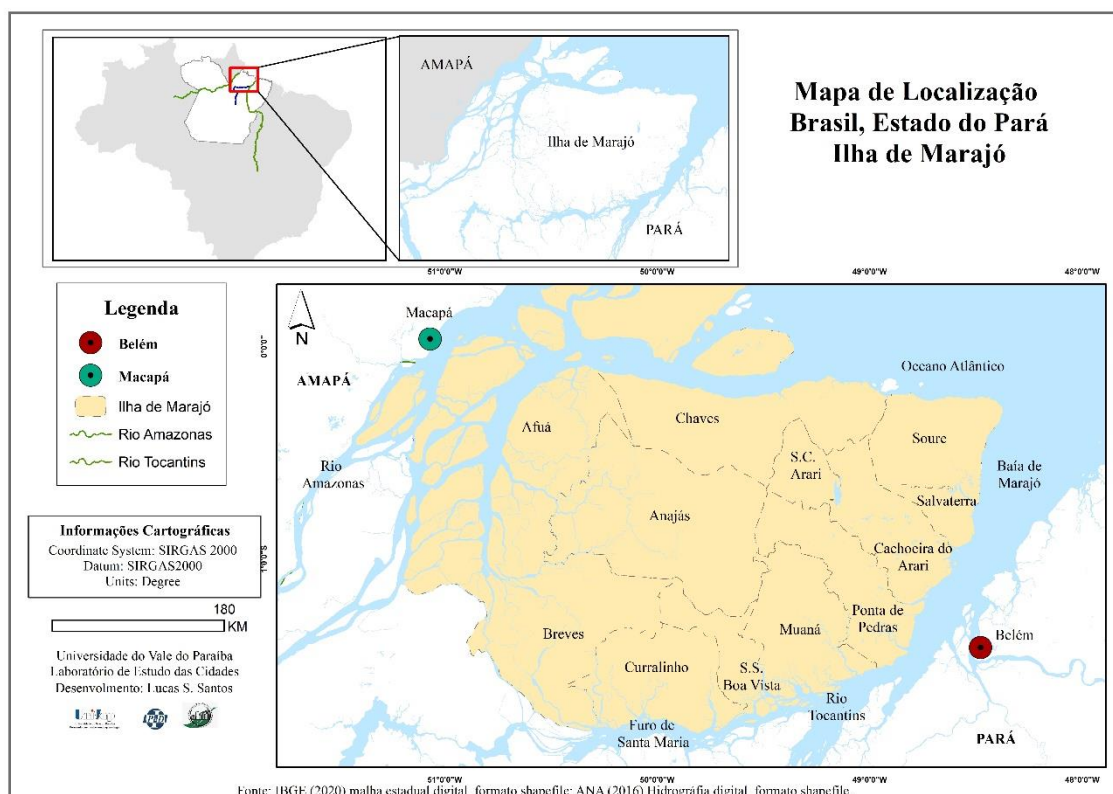 AMAPÁ
Ilha de Marajó
PARÁ
Mapa de Localização
Brasil, Estado do Pará
Ilha de Marajó
51°0'0"W
50°0'0"W
49°0'0"W
48°0'0"W
Legenda
Belém
Macapá
Ilha de Marajó
Rio Amazonas
Rio Tocantins
Informações Cartográficas
Coordinate System: SIRGAS 2000
Datum: SIRGAS2000
Units: Degree
180
KM
Universidade do Vale do Paraíba
Laboratório de Estudo das Cidades
Desenvolmento: Lucas S. Santos
N
0°0'0"
1°0'0"S
Macapá
AMAPÁ
Oceano Atlântico
Chaves
Afuá
Soure
S.C.
Arari
Rio
Amazonas
Baía de
Marajó
Salvaterra
Anajás
Cachoeira do
Arari
Ponta de
Pedras
Breves
Muaná
Belém
Curralinho
S.S.
Boa Vista
Rio
Tocantins
Furo de
Santa Maria
PARÁ
51°0'0"W
50°0'0"W
49°0'0"W
48°0'0"W
Fonte: IBGE (2020) malha estadual digital, formato shapefile; ANA (2016) Hidrográfia digital, formato shapefile